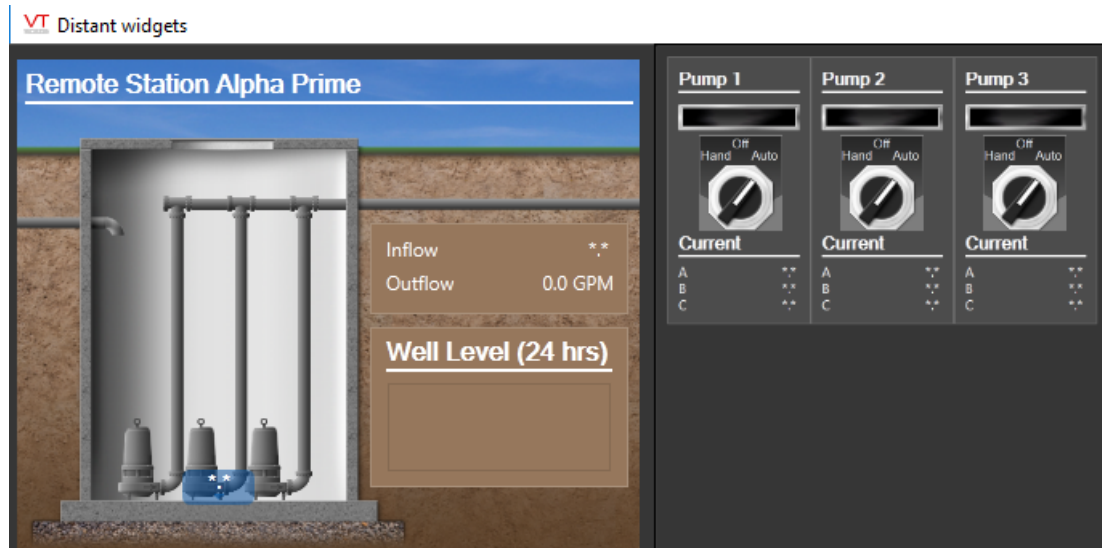 VT Distant widgets
Remote Station Alpha Prime
Inflow *.*
Outflow 0.0 GPM
Well Level (24 hrs)
*.*
Pump 1
Off
Hand Auto
Current
A *.*
B *.*
C *.*
Pump 2
Off
Hand Auto
Current
A *.*
B *.*
C *.*
Pump 3
Off
Hand Auto
Current
A *.*
B *.*
C *.*